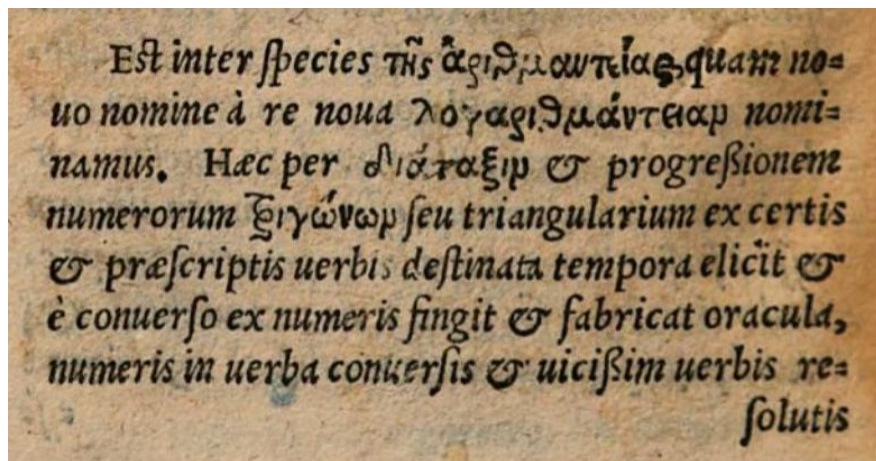 Est inter species τῆς ἀριθμαντείας, quam no=
uo nomine à re noua λογαριθμάντειαν nomi=
namus. Hæc per διάταξιν & progreßionem
numerorum τριγώνων seu triangularium ex certis
& præscriptis uerbis destinata tempora elicit &
è conuerso ex numeris fingit & fabricat oracula,
numeris in uerba conuersis & uicißim uerbis re=
solutis